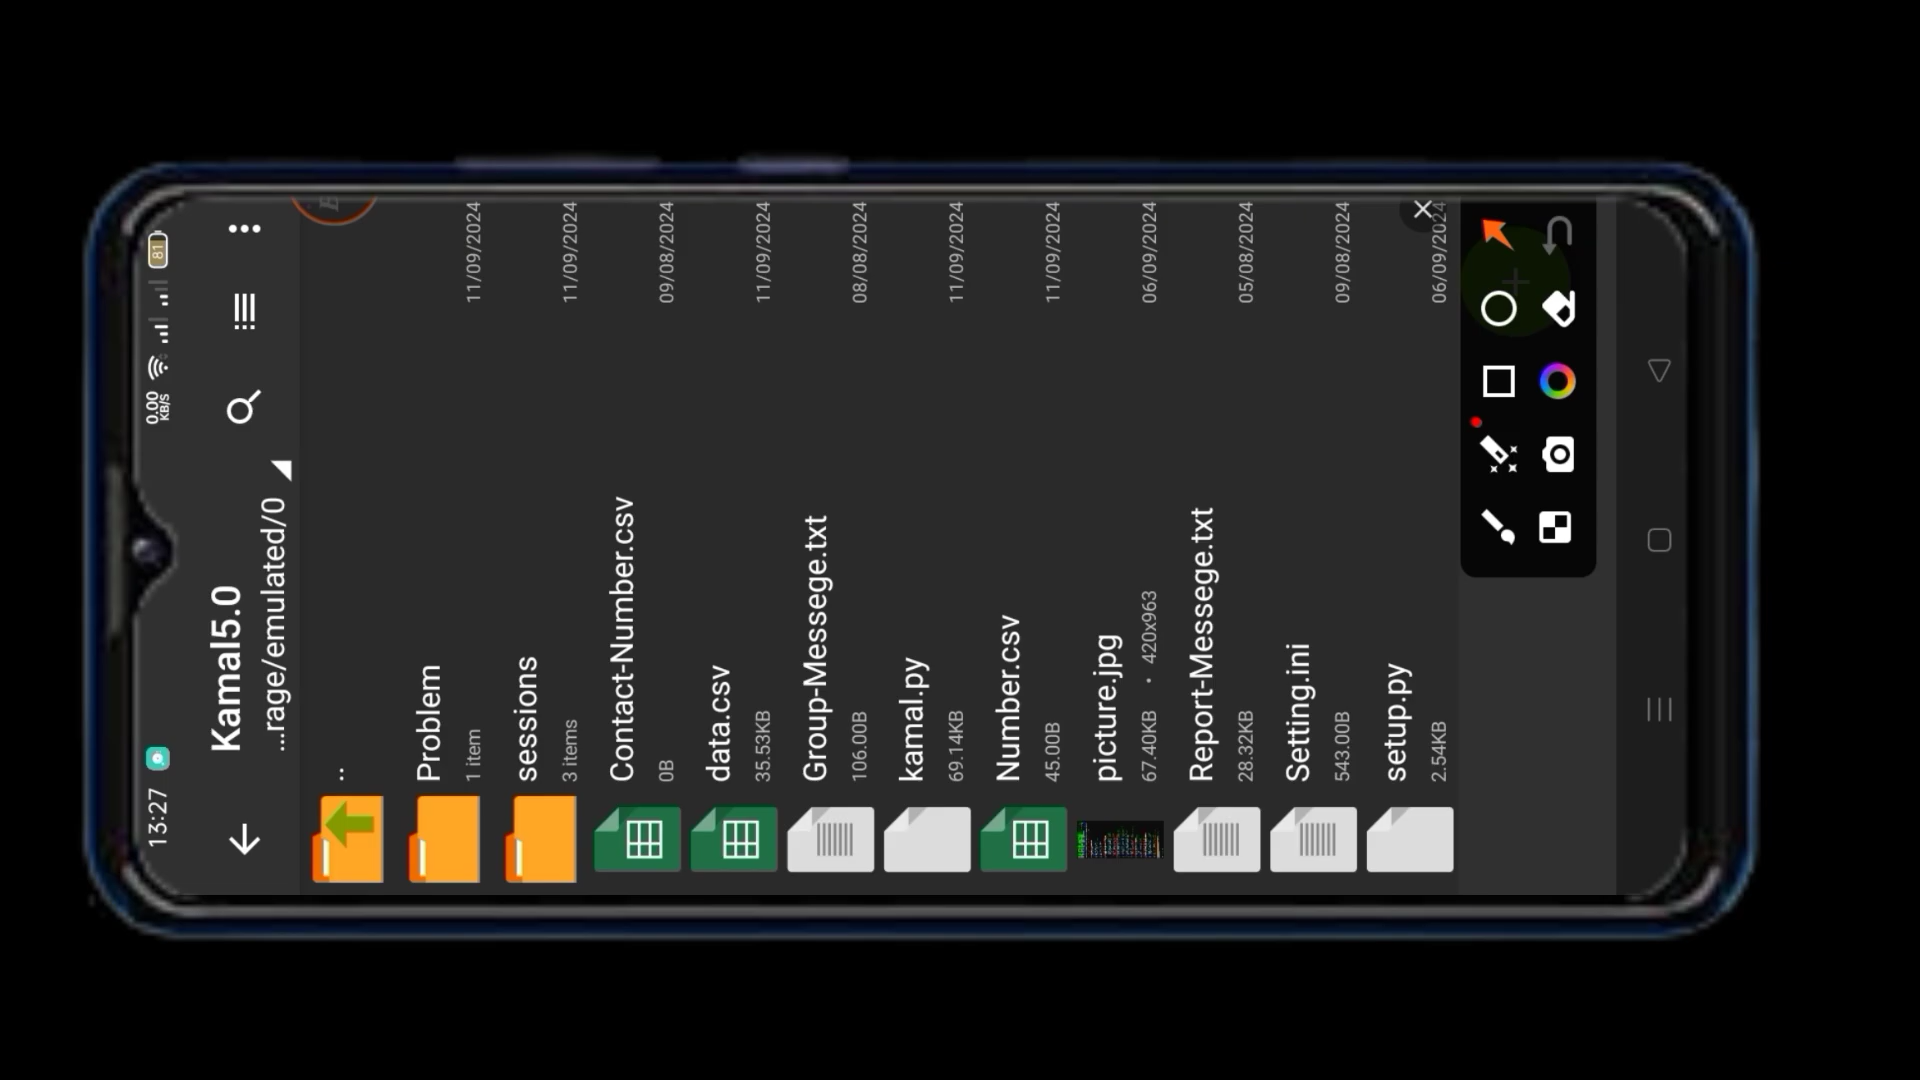 13:27
0.00
KB/S
81
Kamal5.0
...rage/emulated/0
..
Problem
1 item
11/09/2024
sessions
3 items
11/09/2024
Contact-Number.csv
0B
09/08/2024
data.csv
35.53KB
11/09/2024
Group-Messege.txt
106.00B
08/08/2024
kamal.py
69.14KB
11/09/2024
Number.csv
45.00B
11/09/2024
picture.jpg
67.40KB · 420x963
06/09/2024
Report-Messege.txt
28.32KB
05/08/2024
Setting.ini
543.00B
09/08/2024
setup.py
2.54KB
06/09/2024